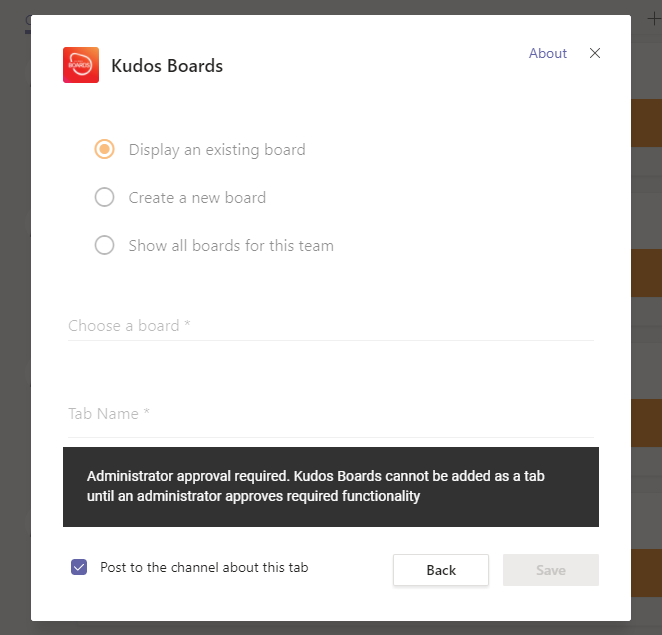 BOARDS
Kudos Boards
About
Display an existing board
Create a new board
Show all boards for this team
Choose a board *
Tab Name *
Administrator approval required. Kudos Boards cannot be added as a tab
until an administrator approves required functionality
Post to the channel about this tab
Back
Save